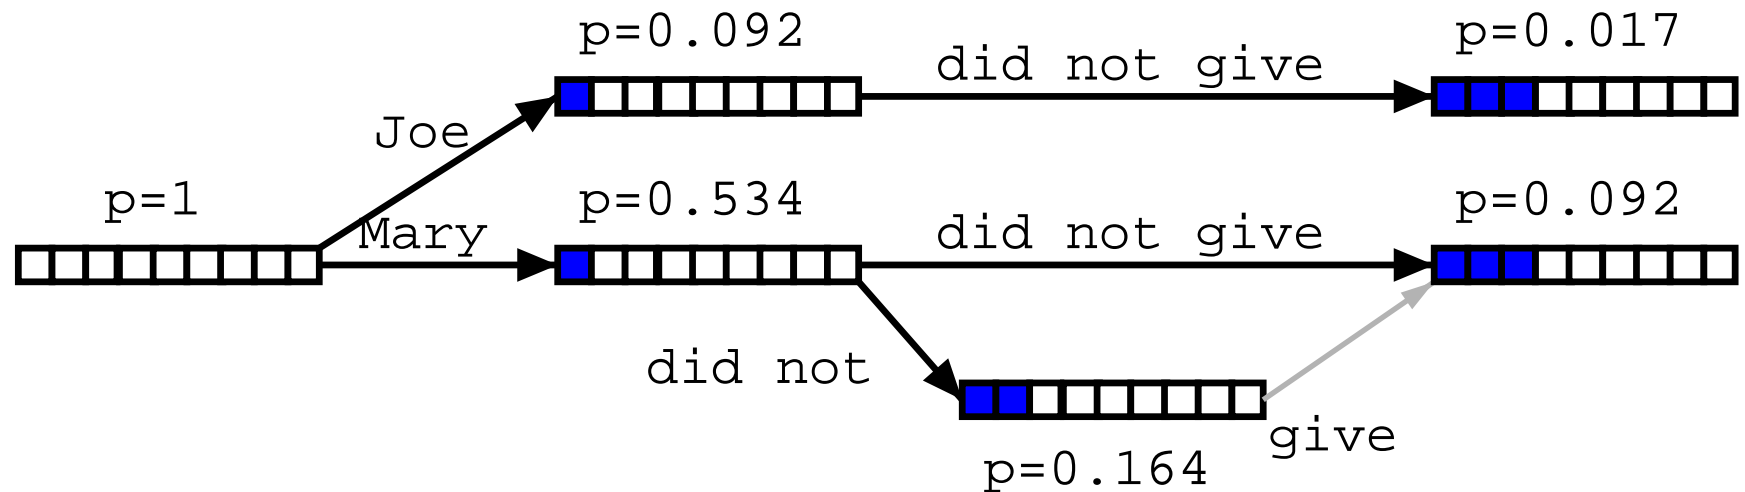 p=0.092
p=0.017
did not give
Joe
p=1
p=0.534
p=0.092
Mary
did not give
did not
give
p=0.164